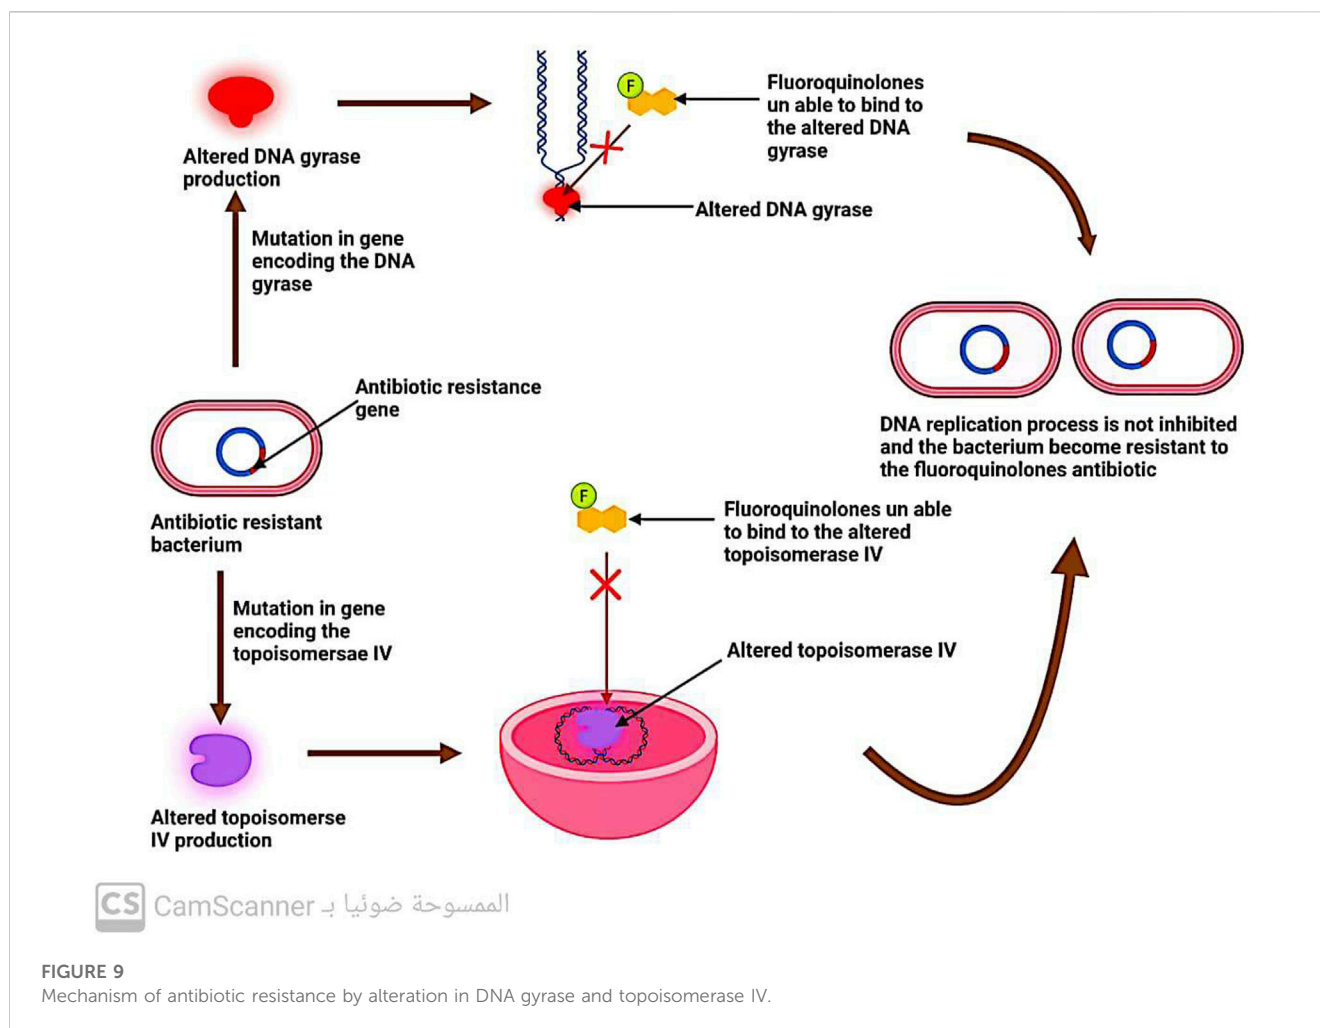 F
Fluoroquinolones
un able to bind to
the altered DNA
gyrase
Altered DNA gyrase
production
Altered DNA gyrase
Mutation in gene
encoding the DNA
gyrase
Antibiotic resistance
gene
DNA replication process is not inhibited
and the bacterium become resistant to
the fluoroquinolones antibiotic
Antibiotic resistant
bacterium
F
Fluoroquinolones un able
to bind to the altered
topoisomerase IV
Mutation in gene
encoding the
topoisomersae IV
Altered topoisomerase IV
Altered topoisomerse
IV production
CS CamScanner الممسوحة ضوئيا بـ
FIGURE 9
Mechanism of antibiotic resistance by alteration in DNA gyrase and topoisomerase IV.